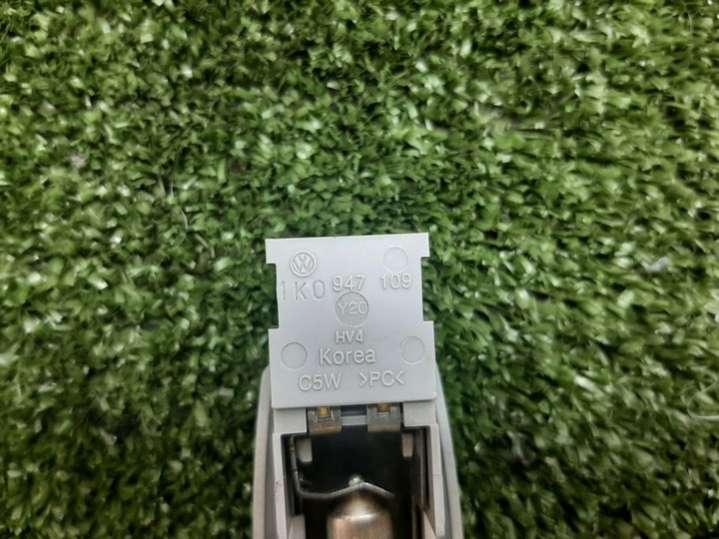 1K0 947 109
Y20
HV4
Korea
C5W >PC<